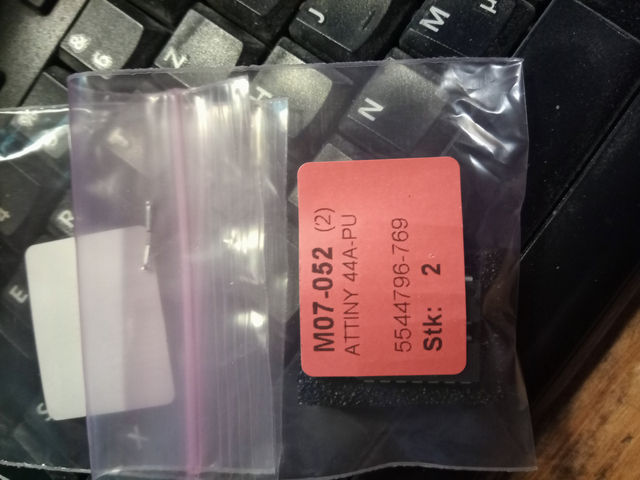 M07-052 (2)
ATTINY 44A-PU
5544796-769
Stk: 2
J
M µ
Z
H
N
R
E
X